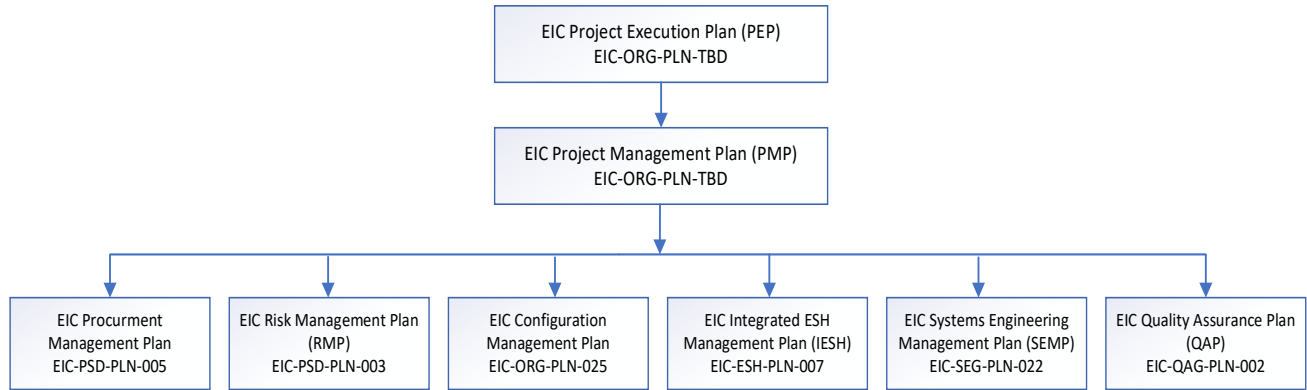 EIC Project Execution Plan (PEP)
EIC-ORG-PLN-TBD
EIC Project Management Plan (PMP)
EIC-ORG-PLN-TBD
EIC Procurment
Management Plan
EIC-PSD-PLN-005
EIC Risk Management Plan
(RMP)
EIC-PSD-PLN-003
EIC Configuration
Management Plan
EIC-ORG-PLN-025
EIC Integrated ESH
Management Plan (IESH)
EIC-ESH-PLN-007
EIC Systems Engineering
Management Plan (SEMP)
EIC-SEG-PLN-022
EIC Quality Assurance Plan
(QAP)
EIC-QAG-PLN-002